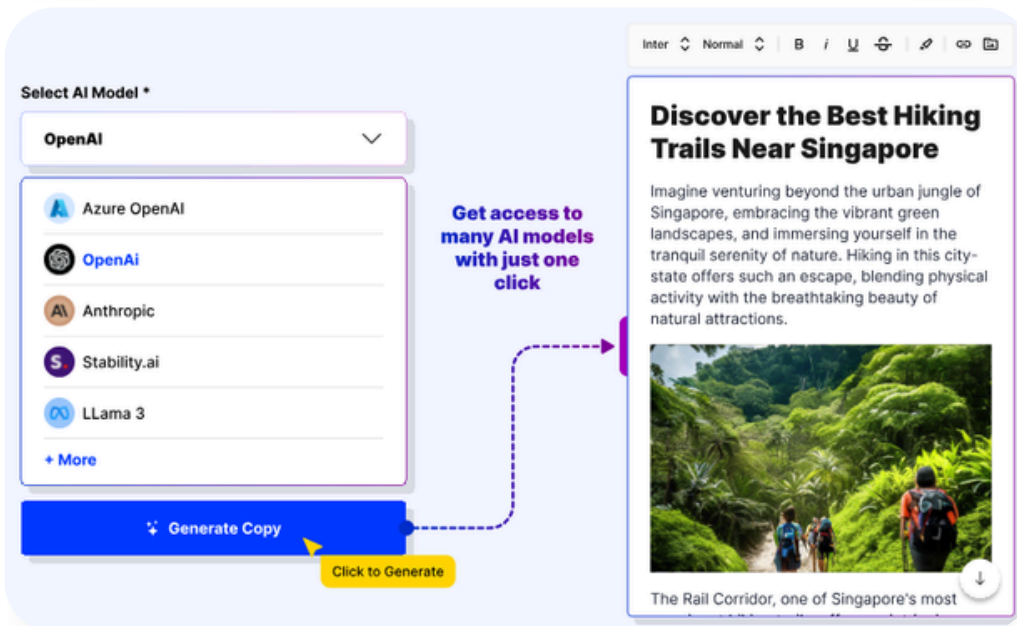 Select AI Model *
OpenAI
Azure OpenAI
OpenAi
Anthropic
S.
Stability.ai
LLama 3
+ More
Generate Copy
Click to Generate
Get access to
many AI models
with just one
click
Inter Normal B i U S
Discover the Best Hiking
Trails Near Singapore
Imagine venturing beyond the urban jungle of
Singapore, embracing the vibrant green
landscapes, and immersing yourself in the
tranquil serenity of nature. Hiking in this city-
state offers such an escape, blending physical
activity with the breathtaking beauty of
natural attractions.
The Rail Corridor, one of Singapore's most